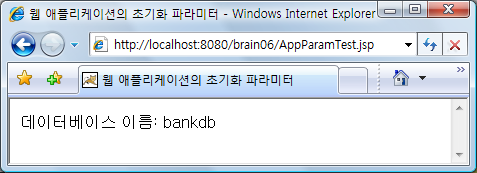 웹 애플리케이션의 초기화 파라미터 - Windows Internet Explorer
http://localhost:8080/brain06/AppParamTest.jsp
웹 애플리케이션의 초기화 파라미터
데이터베이스 이름: bankdb